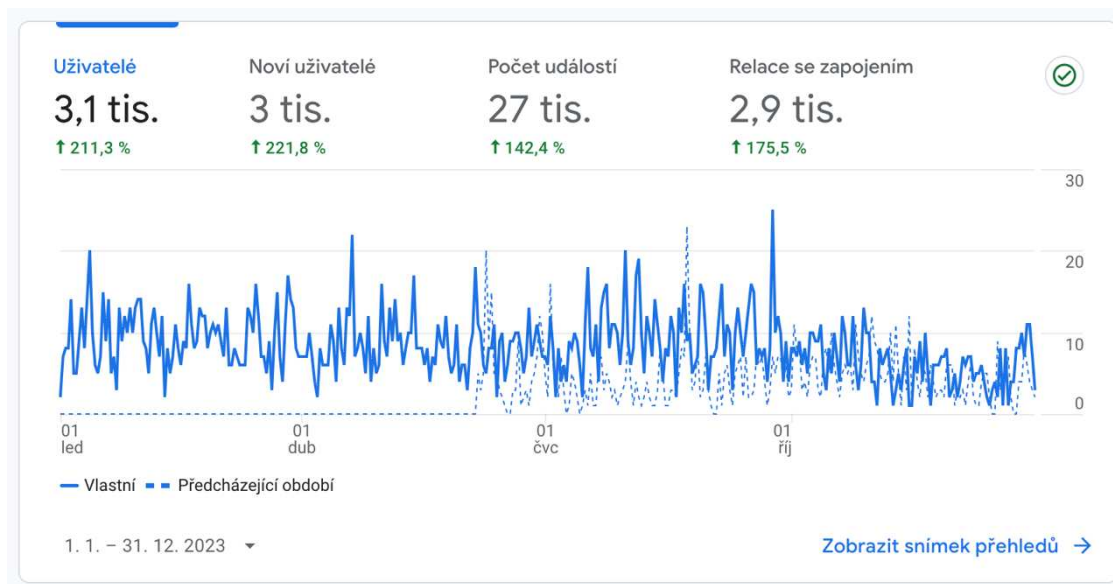 Uživatelé Noví uživatelé Počet událostí Relace se zapojením
3,1 tis. 3 tis. 27 tis. 2,9 tis.
↑ 211,3 % ↑ 221,8 % ↑ 142,4 % ↑ 175,5 %
30
20
10
0
01 01 01 01
led dub čvc říj
Vlastní Předcházející období
1. 1. – 31. 12. 2023 Zobrazit snímek přehledů →